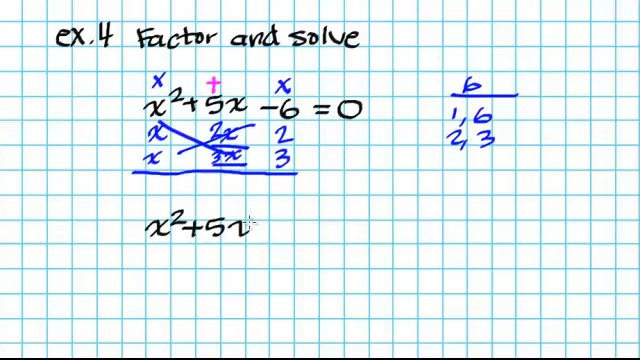 ex.4 Factor and solve
x + x 6
x² + 5x - 6 = 0 1, 6
x 2x 2 2, 3
x 3x 3
x² + 5x